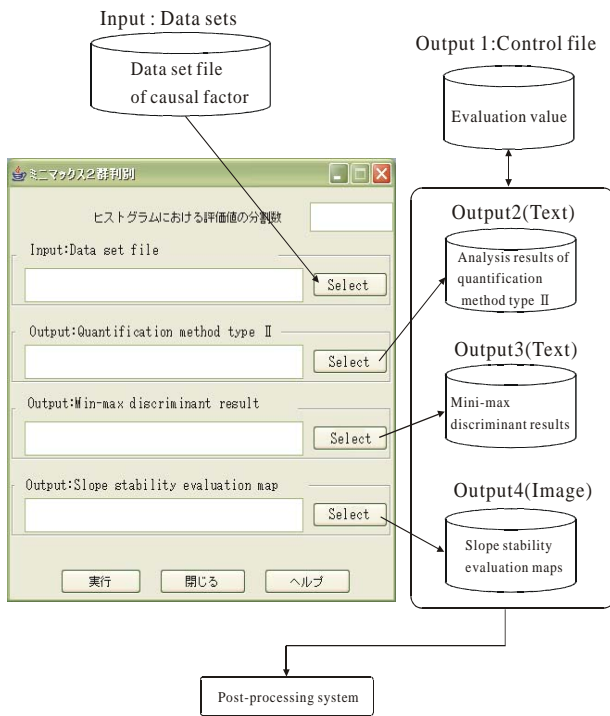 Input : Data sets
Data set file
of causal factor
Output 1:Control file
Evaluation value
ミニマックス2群判別
ヒストグラムにおける評価値の分割数
Input:Data set file
Select
Output:Quantification method type Ⅱ
Select
Output:Min-max discriminant result
Select
Output:Slope stability evaluation map
Select
実行
閉じる
ヘルプ
Output2(Text)
Analysis results of
quantification
method type Ⅱ
Output3(Text)
Mini-max
discriminant results
Output4(Image)
Slope stability
evaluation maps
Post-processing system